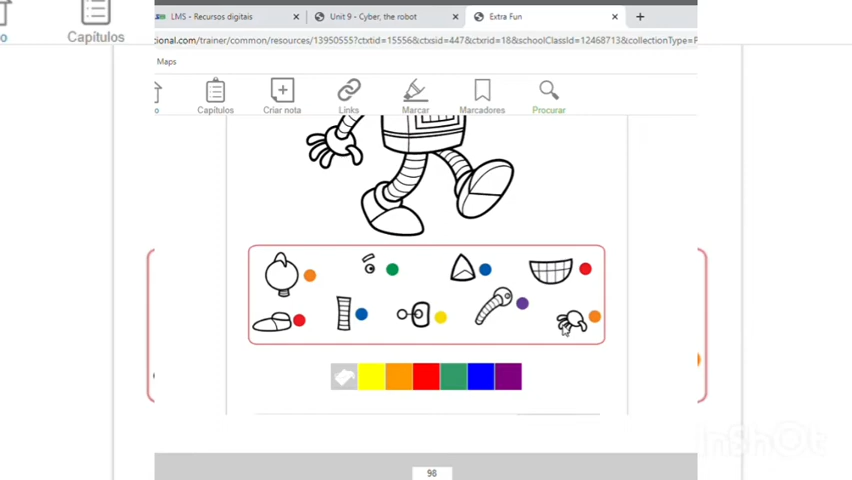 LMS - Recursos digitais
Unit 9 - Cyber, the robot
Extra Fun
tional.com/trainer/common/resources/13950555?ctxtid=15556&ctxsid=447&ctxrid=18&schoolClassId=12468713&collectionType=
Maps
Capítulos
Capítulos
Criar nota
Links
Marcar
Marcadores
Procurar
98
InShOt